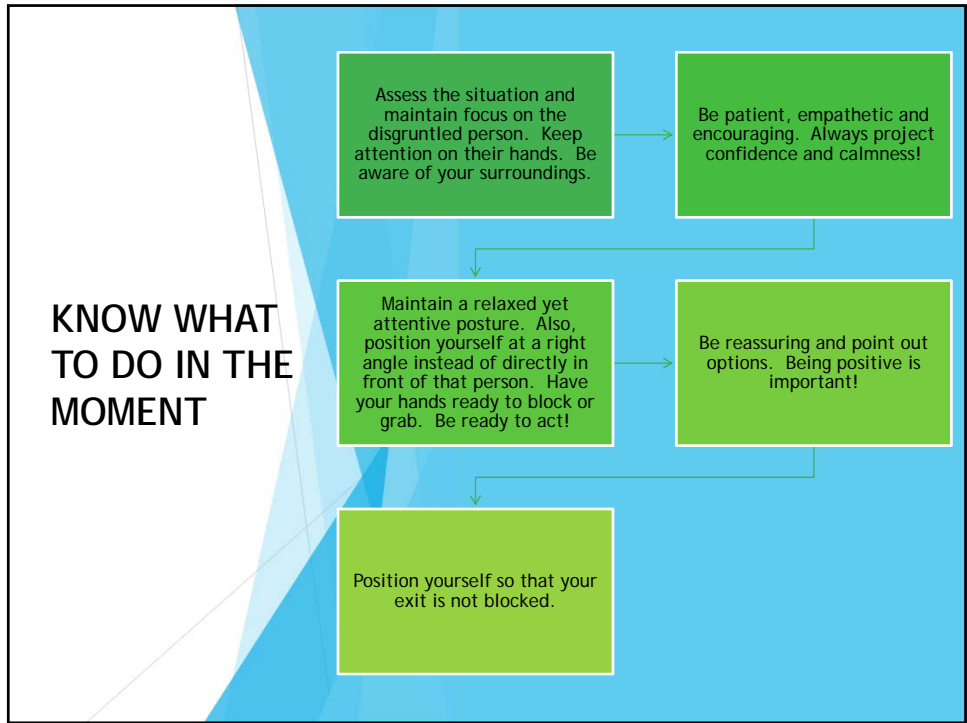 KNOW WHAT
TO DO IN THE
MOMENT
Assess the situation and
maintain focus on the
disgruntled person.  Keep
attention on their hands.  Be
aware of your surroundings.
Be patient, empathetic and
encouraging.  Always project
confidence and calmness!
Maintain a relaxed yet
attentive posture.  Also,
position yourself at a right
angle instead of directly in
front of that person.  Have
your hands ready to block or
grab.  Be ready to act!
Be reassuring and point out
options.  Being positive is
important!
Position yourself so that your
exit is not blocked.